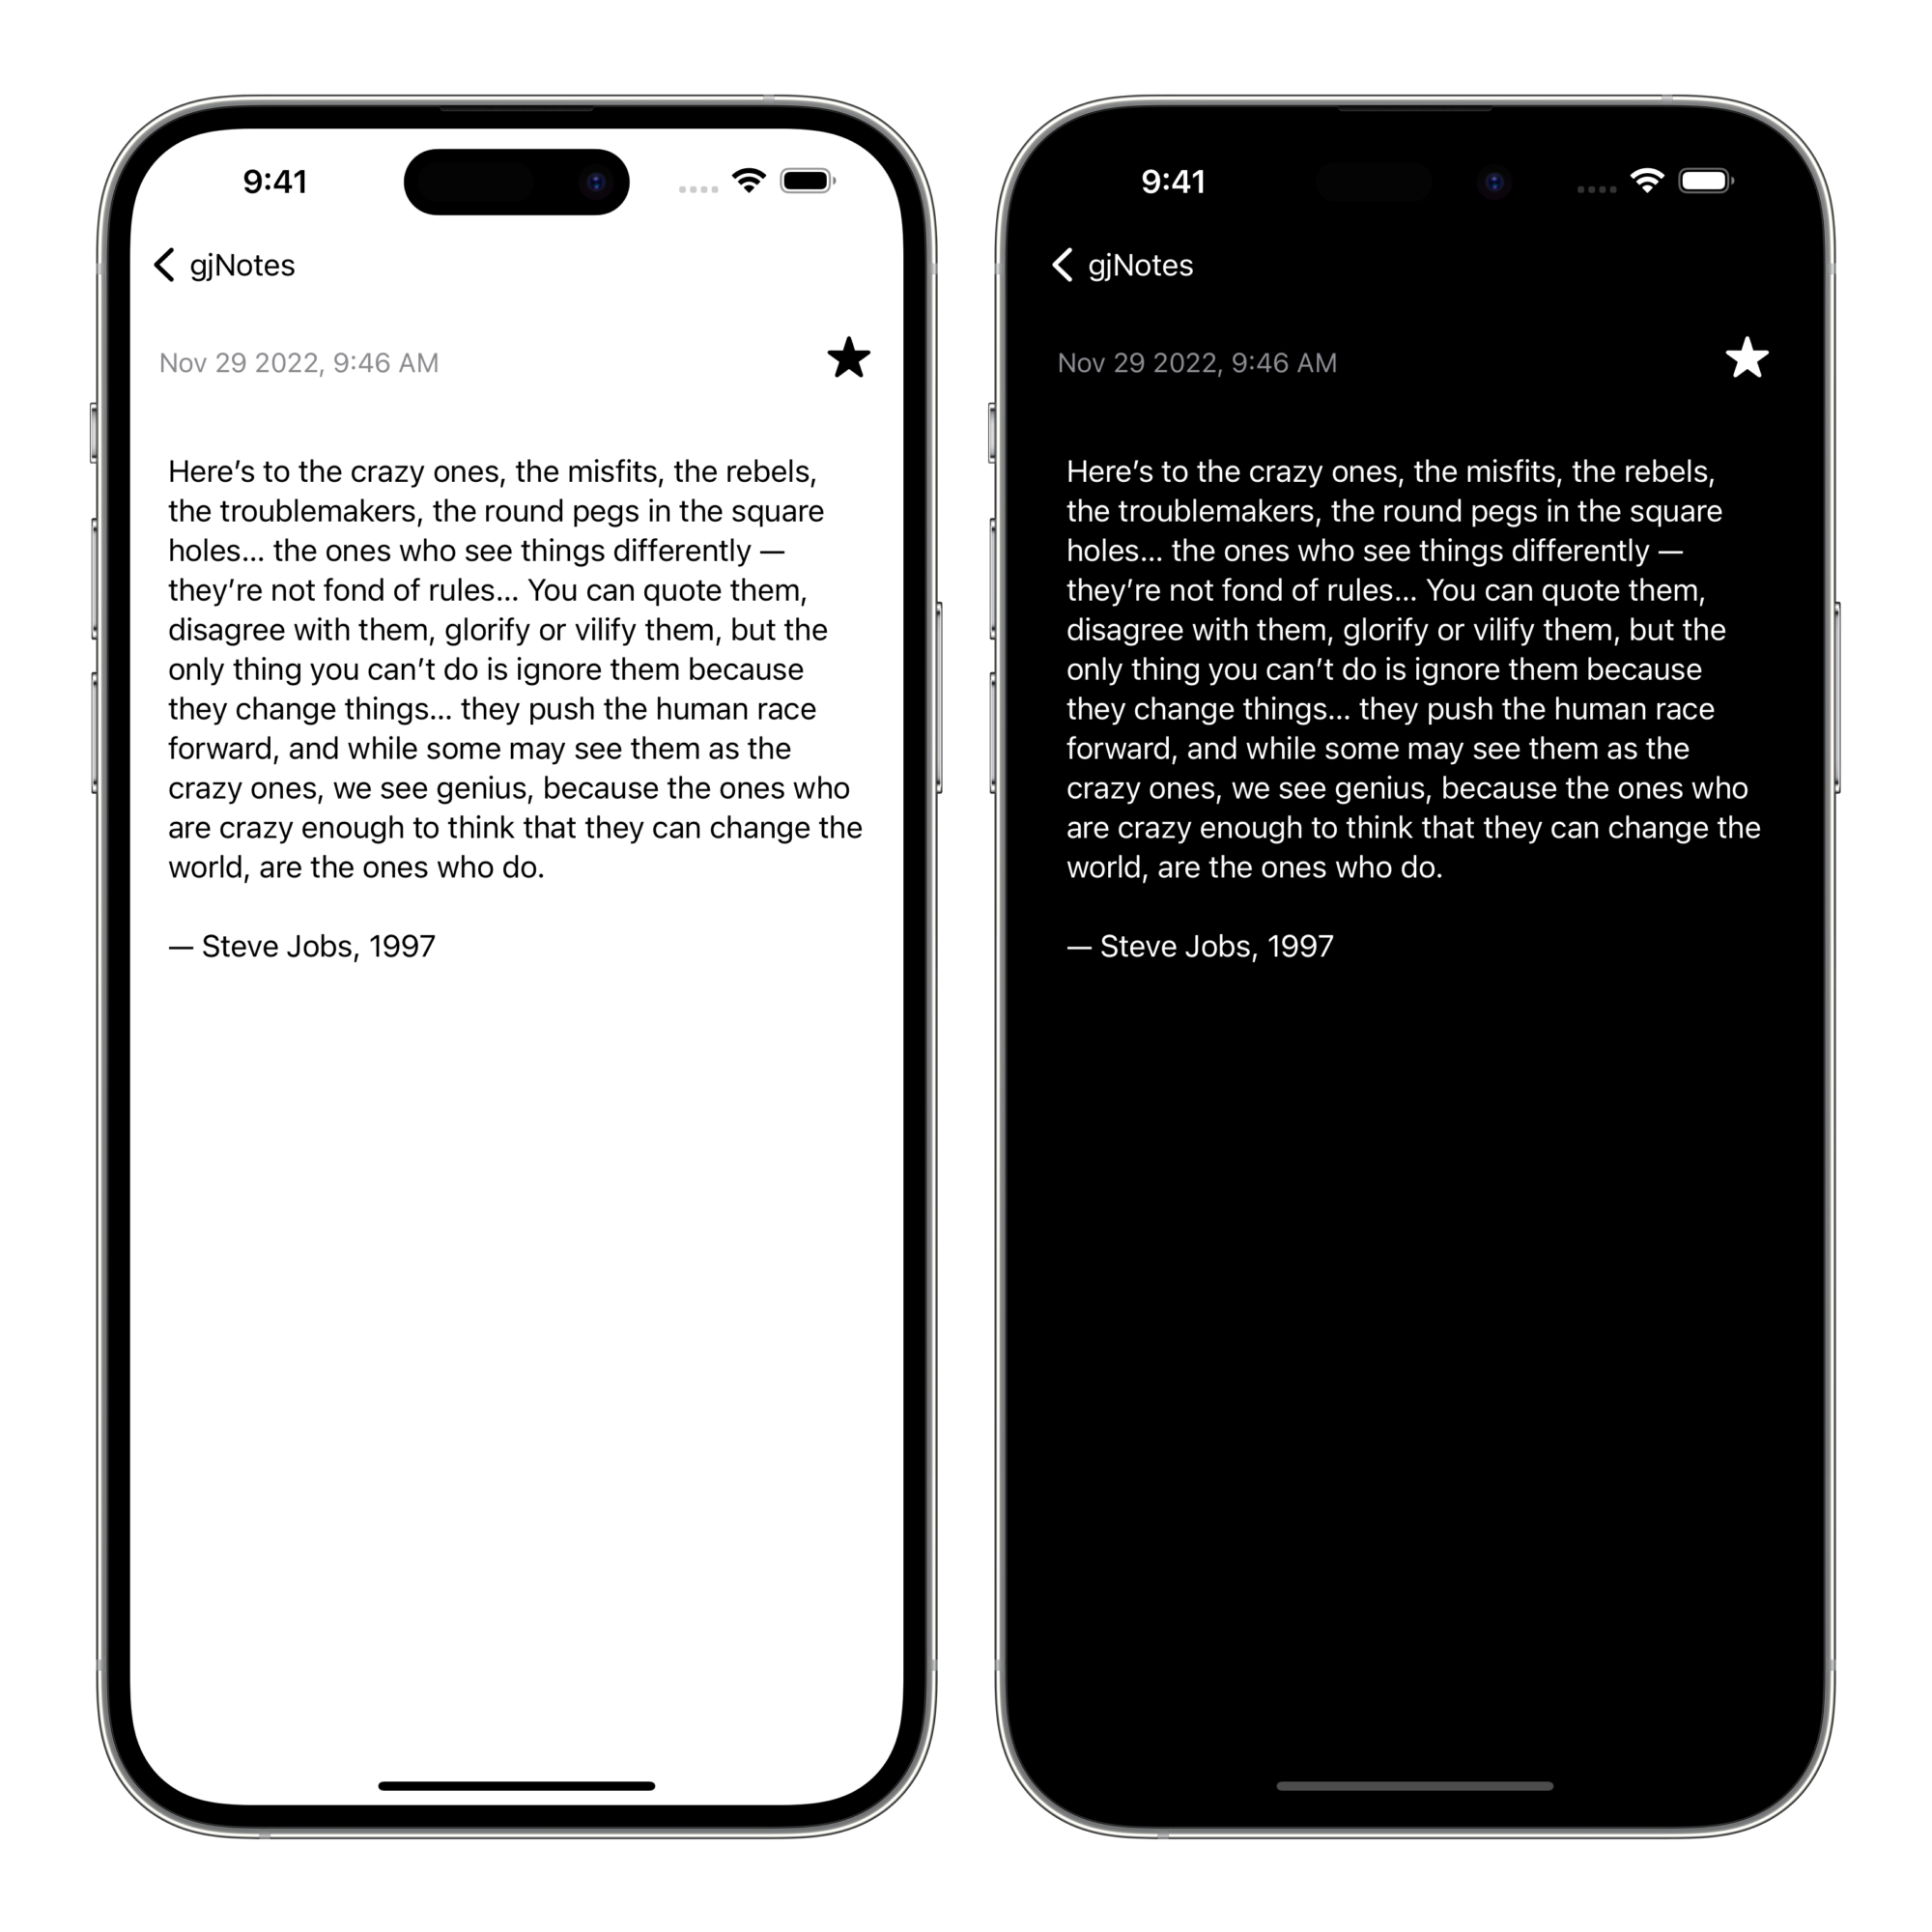 9:41
gjNotes
Nov 29 2022, 9:46 AM
Here’s to the crazy ones, the misfits, the rebels,
the troublemakers, the round pegs in the square
holes… the ones who see things differently —
they’re not fond of rules… You can quote them,
disagree with them, glorify or vilify them, but the
only thing you can’t do is ignore them because
they change things… they push the human race
forward, and while some may see them as the
crazy ones, we see genius, because the ones who
are crazy enough to think that they can change the
world, are the ones who do.
— Steve Jobs, 1997
9:41
gjNotes
Nov 29 2022, 9:46 AM
Here’s to the crazy ones, the misfits, the rebels,
the troublemakers, the round pegs in the square
holes… the ones who see things differently —
they’re not fond of rules… You can quote them,
disagree with them, glorify or vilify them, but the
only thing you can’t do is ignore them because
they change things… they push the human race
forward, and while some may see them as the
crazy ones, we see genius, because the ones who
are crazy enough to think that they can change the
world, are the ones who do.
— Steve Jobs, 1997